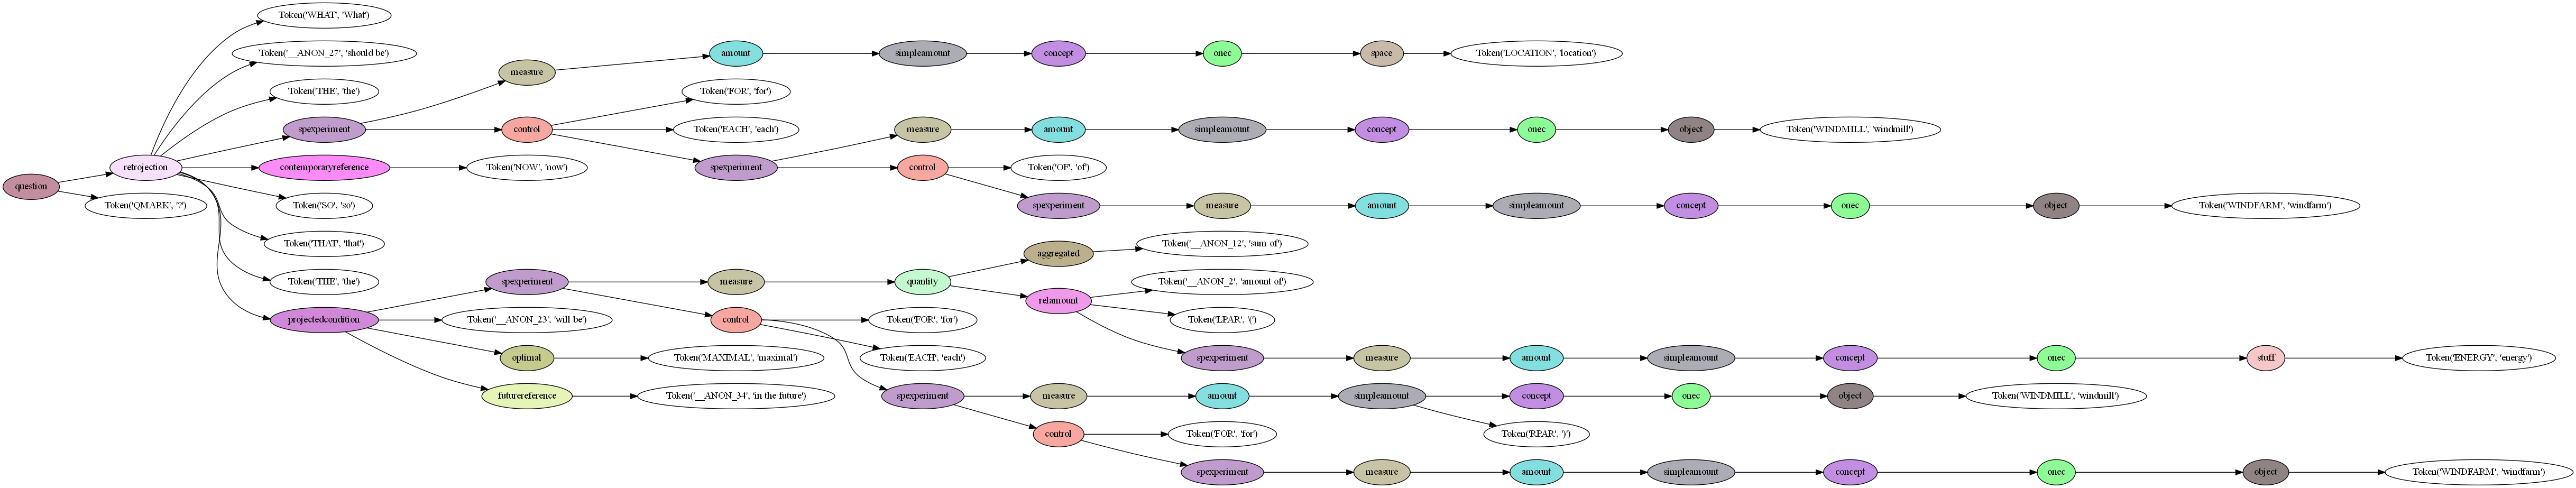 Token('WHAT', 'What')
Token('__ANON_27', 'should be')
amount
simpleamount
concept
onec
space
Token('LOCATION', 'location')
measure
Token('THE', 'the')
Token('FOR', 'for')
spexperiment
control
Token('EACH', 'each')
measure
amount
simpleamount
concept
onec
object
Token('WINDMILL', 'windmill')
question
retrojection
contemporaryreference
Token('NOW', 'now')
spexperiment
control
Token('OF', 'of')
Token('QMARK', '?')
Token('SO', 'so')
spexperiment
measure
amount
simpleamount
concept
onec
object
Token('WINDFARM', 'windfarm')
Token('THAT', 'that')
aggregated
Token('__ANON_12', 'sum of')
Token('THE', 'the')
spexperiment
measure
quantity
relamount
Token('__ANON_2', 'amount of')
projectedcondition
Token('__ANON_23', 'will be')
control
Token('FOR', 'for')
Token('LPAR', '(')
optimal
Token('MAXIMAL', 'maximal')
Token('EACH', 'each')
spexperiment
measure
amount
simpleamount
concept
onec
stuff
Token('ENERGY', 'energy')
futurereference
Token('__ANON_34', 'in the future')
spexperiment
measure
amount
simpleamount
concept
onec
object
Token('WINDMILL', 'windmill')
control
Token('FOR', 'for')
Token('RPAR', ')')
spexperiment
measure
amount
simpleamount
concept
onec
object
Token('WINDFARM', 'windfarm')